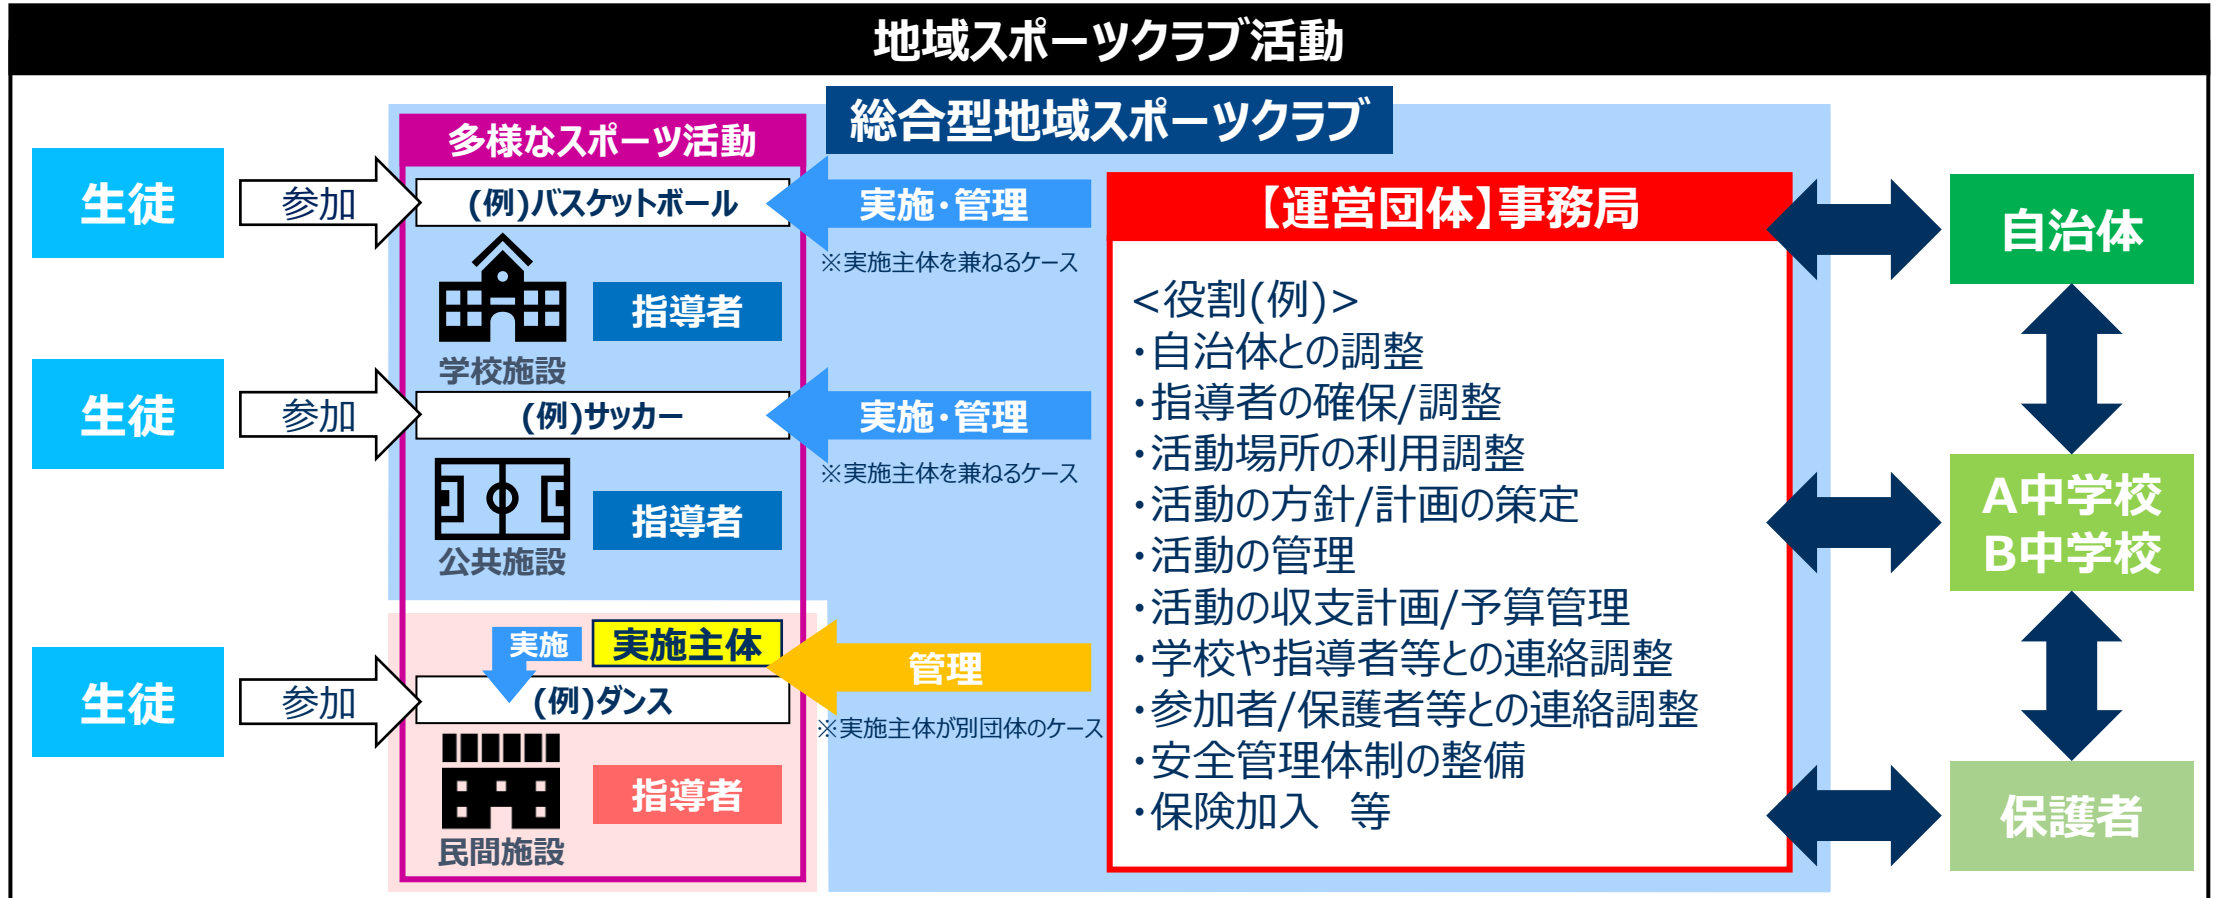 地域スポーツクラブ活動
総合型地域スポーツクラブ
多様なスポーツ活動
生徒
参加
(例)バスケットボール
実施・管理
※実施主体を兼ねるケース
学校施設
指導者
生徒
参加
(例)サッカー
実施・管理
※実施主体を兼ねるケース
公共施設
指導者
生徒
参加
実施
実施主体
(例)ダンス
管理
※実施主体が別団体のケース
民間施設
指導者
【運営団体】事務局
<役割(例)>
・自治体との調整
・指導者の確保/調整
・活動場所の利用調整
・活動の方針/計画の策定
・活動の管理
・活動の収支計画/予算管理
・学校や指導者等との連絡調整
・参加者/保護者等との連絡調整
・安全管理体制の整備
・保険加入　等
自治体
A中学校
B中学校
保護者